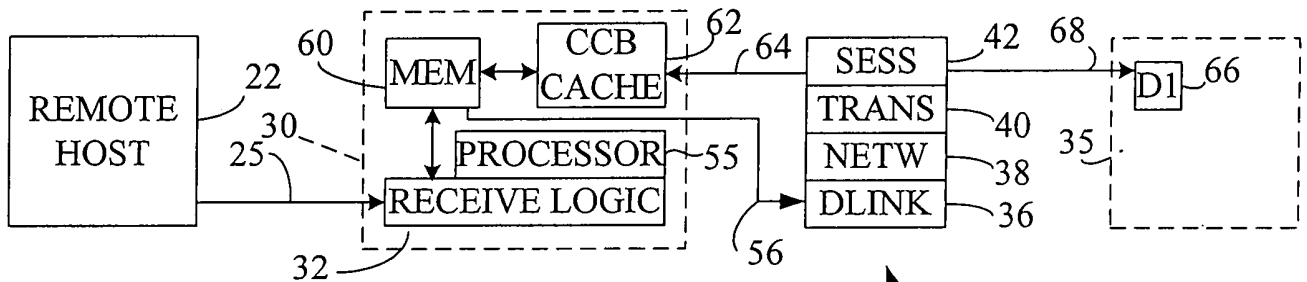 REMOTE
HOST
22
25
30
60
MEM
CCB
CACHE
62
PROCESSOR
55
RECEIVE LOGIC
32
64
56
SESS
42
TRANS
40
NETW
38
DLINK
36
68
D1
66
35